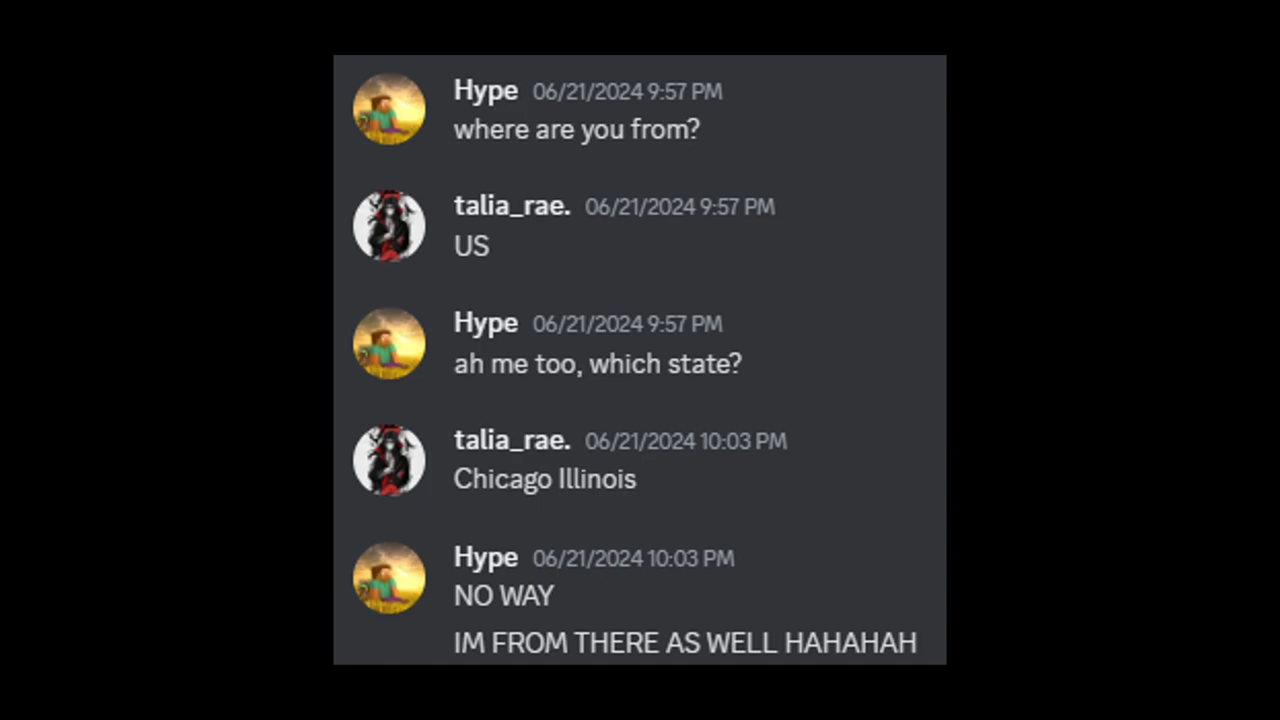 Hype 06/21/2024 9:57 PM
where are you from?
talia_rae. 06/21/2024 9:57 PM
US
Hype 06/21/2024 9:57 PM
ah me too, which state?
talia_rae. 06/21/2024 10:03 PM
Chicago Illinois
Hype 06/21/2024 10:03 PM
NO WAY
IM FROM THERE AS WELL HAHAHAH